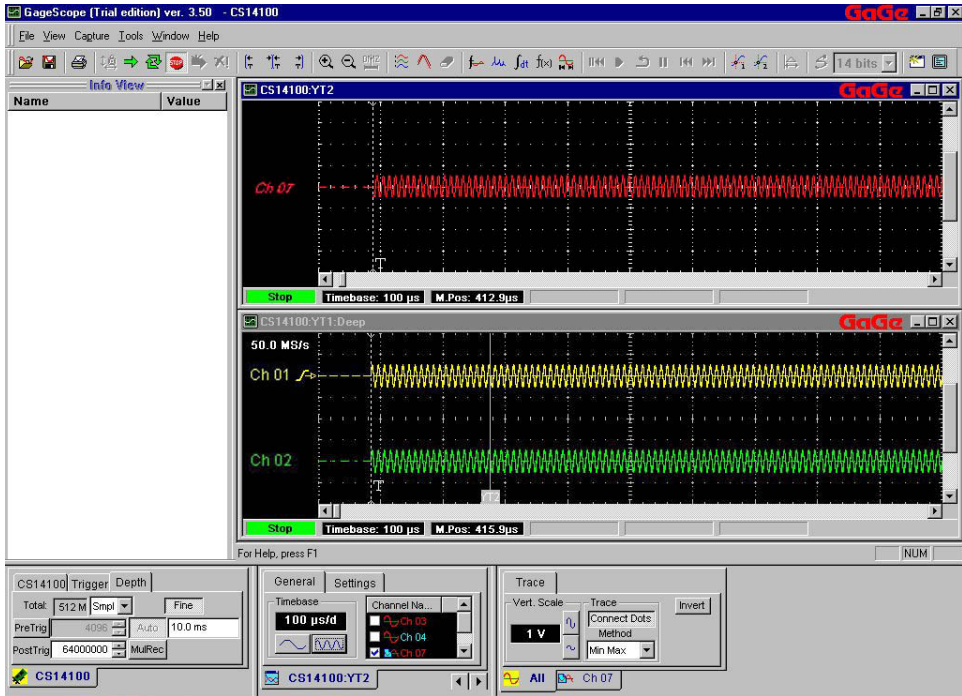 GageScope (Trial edition) ver. 3.50 - CS14100 GaGe
File View Capture Tools Window Help
STOP f(x) 14 bits
Info View
Name Value
CS14100:YT2 GaGe
Ch 07
T
Stop Timebase: 100 µs M.Pos: 412.9µs
CS14100:YT1:Deep GaGe
50.0 MS/s
Ch 01
Ch 02
T
YT2
Stop Timebase: 100 µs M.Pos: 415.9µs
For Help, press F1 NUM
CS14100 Trigger Depth
Total: 512 M Smpl Fine
PreTrig 4096 Auto 10.0 ms
PostTrig 64000000 MulRec
CS14100
General Settings
Timebase
100 µs/d
Channel Na...
Ch 03
Ch 04
Ch 07
CS14100:YT2
Trace
Vert. Scale
1 V
Trace
Connect Dots
Method
Min Max
Invert
All Ch 07